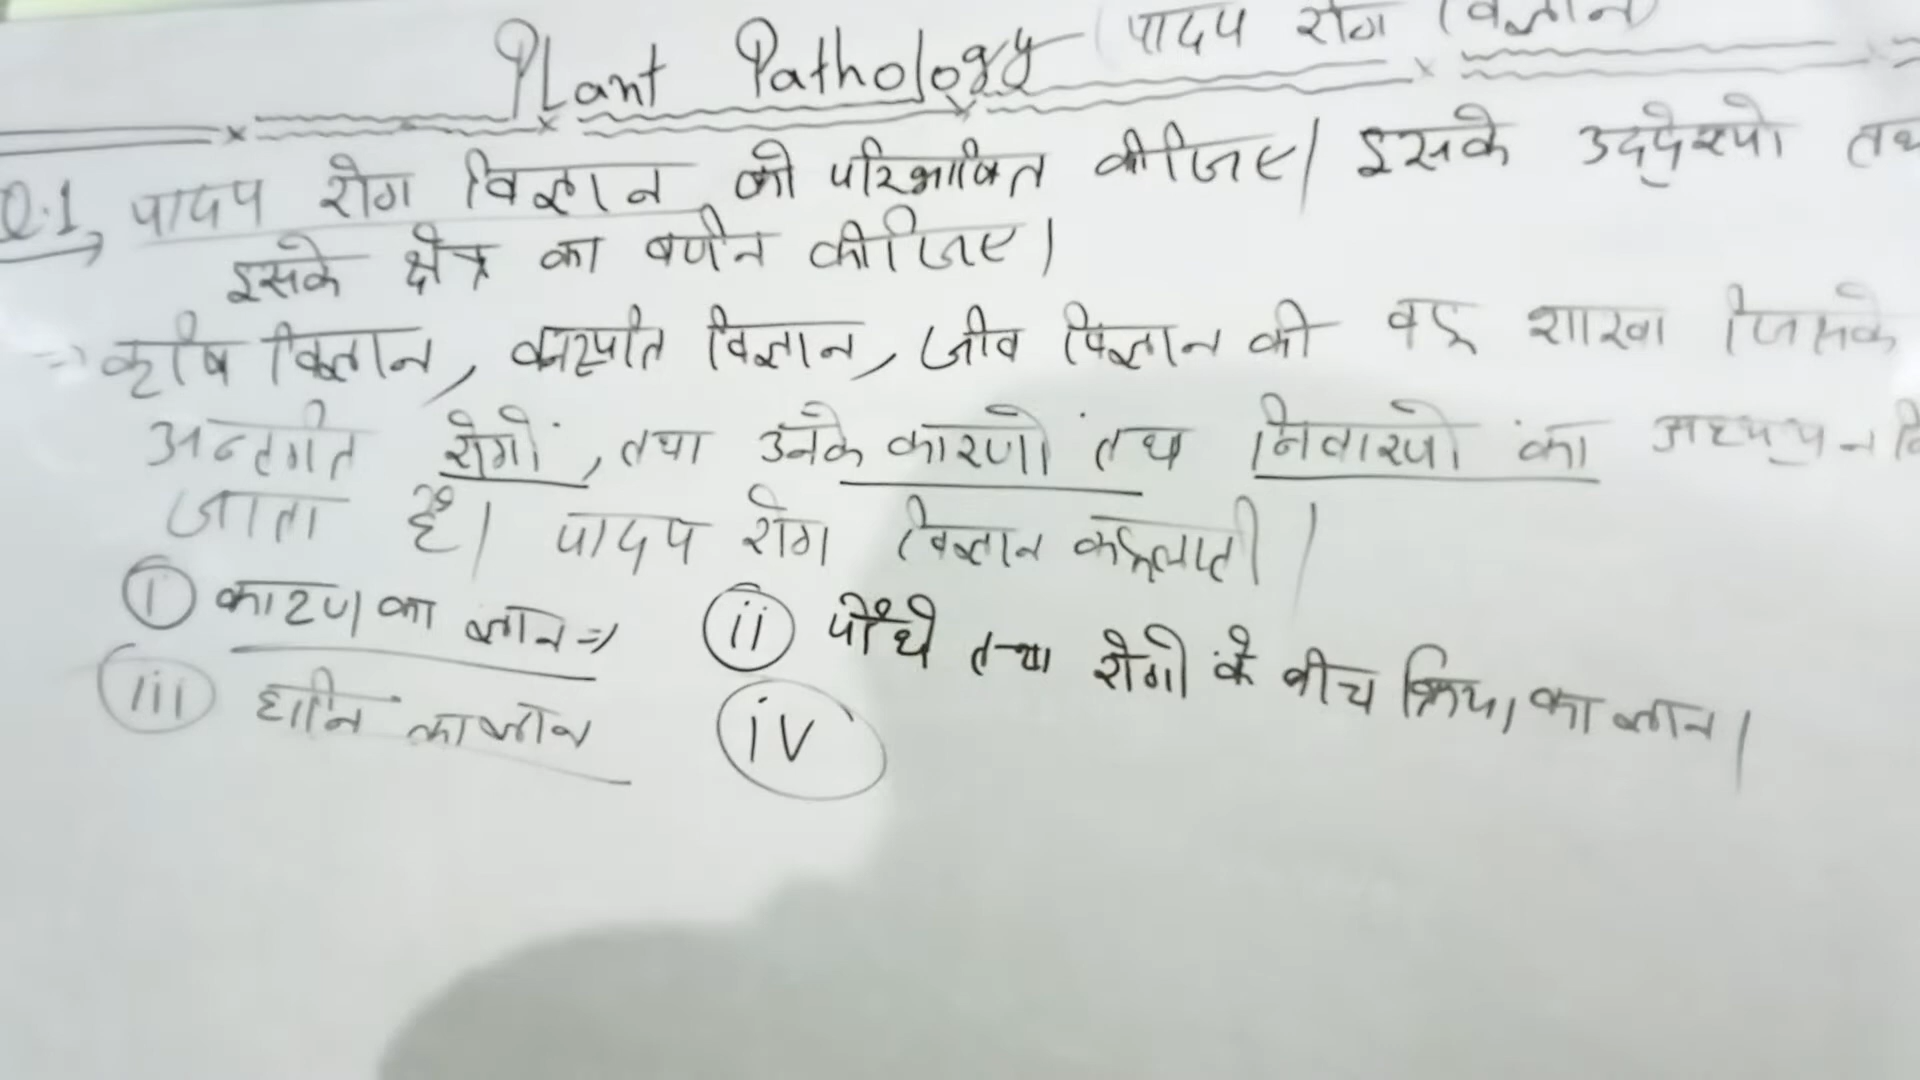 Plant Pathology (पादप रोग विज्ञान)
Q.1, पादप रोग विज्ञान को परिभाषित कीजिए। इसके उद्देश्यो तथ
इसके क्षेत्र का वर्णन कीजिए।
⇒ कृषि विज्ञान, वनस्पति विज्ञान, जीव विज्ञान की वह शाखा जिसके
अन्तर्गत रोगों, तथा उनके कारणो तथ निवारणो का अध्ययन कि
जाता है। पादप रोग विज्ञान कहलाती।
(i) कारण का ज्ञान ⇒ (ii) पौधे तथा रोगो के बीच क्रिया का ज्ञान।
(iii) हानि का ज्ञान (iv)